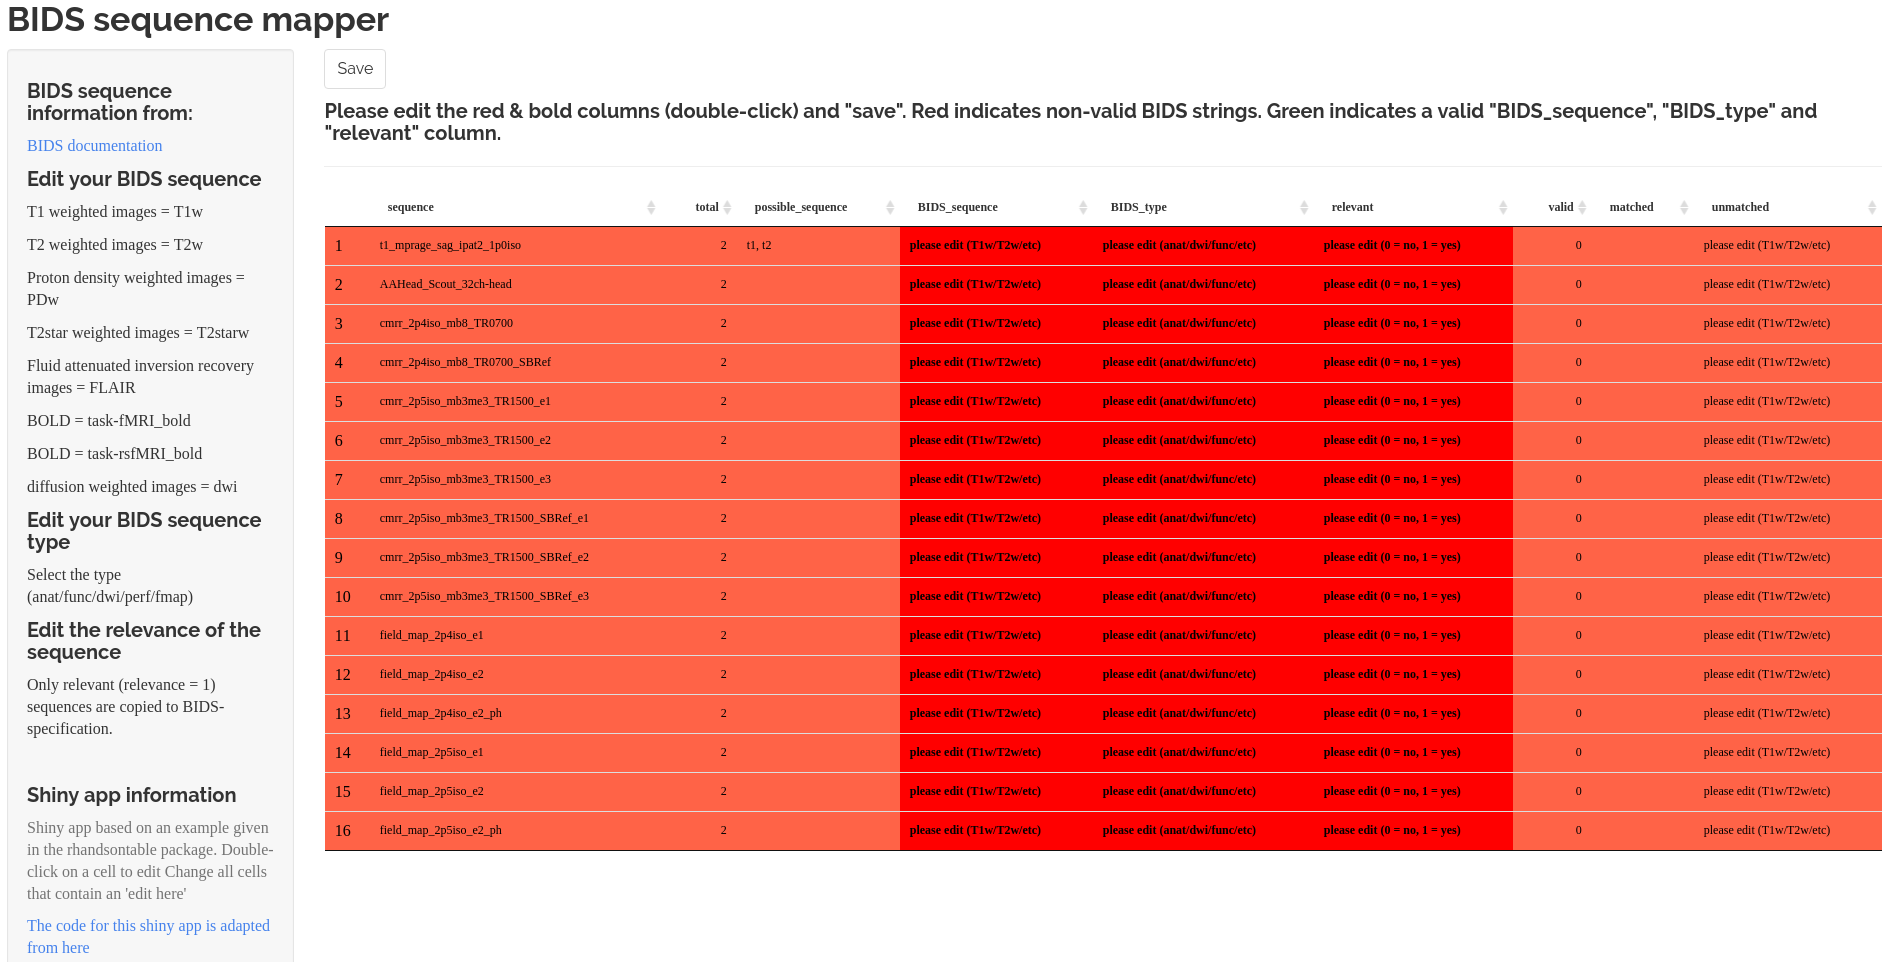 BIDS sequence mapper
BIDS sequence
information from:
BIDS documentation
Edit your BIDS sequence
T1 weighted images = T1w
T2 weighted images = T2w
Proton density weighted images =
PDw
T2star weighted images = T2starw
Fluid attenuated inversion recovery
images = FLAIR
BOLD = task-fMRI_bold
BOLD = task-rsfMRI_bold
diffusion weighted images = dwi
Edit your BIDS sequence
type
Select the type
(anat/func/dwi/perf/fmap)
Edit the relevance of the
sequence
Only relevant (relevance = 1)
sequences are copied to BIDS-
specification.
Shiny app information
Shiny app based on an example given
in the rhandsontable package. Double-
click on a cell to edit Change all cells
that contain an 'edit here'
The code for this shiny app is adapted
from here
Save
Please edit the red & bold columns (double-click) and "save". Red indicates non-valid BIDS strings. Green indicates a valid "BIDS_sequence", "BIDS_type" and
"relevant" column.
sequence total possible_sequence BIDS_sequence BIDS_type relevant valid matched unmatched
1 t1_mprage_sag_ipat2_1p0iso 2 t1, t2 please edit (T1w/T2w/etc) please edit (anat/dwi/func/etc) please edit (0 = no, 1 = yes) 0 please edit (T1w/T2w/etc)
2 AAHead_Scout_32ch-head 2 please edit (T1w/T2w/etc) please edit (anat/dwi/func/etc) please edit (0 = no, 1 = yes) 0 please edit (T1w/T2w/etc)
3 cmrr_2p4iso_mb8_TR0700 2 please edit (T1w/T2w/etc) please edit (anat/dwi/func/etc) please edit (0 = no, 1 = yes) 0 please edit (T1w/T2w/etc)
4 cmrr_2p4iso_mb8_TR0700_SBRef 2 please edit (T1w/T2w/etc) please edit (anat/dwi/func/etc) please edit (0 = no, 1 = yes) 0 please edit (T1w/T2w/etc)
5 cmrr_2p5iso_mb3me3_TR1500_e1 2 please edit (T1w/T2w/etc) please edit (anat/dwi/func/etc) please edit (0 = no, 1 = yes) 0 please edit (T1w/T2w/etc)
6 cmrr_2p5iso_mb3me3_TR1500_e2 2 please edit (T1w/T2w/etc) please edit (anat/dwi/func/etc) please edit (0 = no, 1 = yes) 0 please edit (T1w/T2w/etc)
7 cmrr_2p5iso_mb3me3_TR1500_e3 2 please edit (T1w/T2w/etc) please edit (anat/dwi/func/etc) please edit (0 = no, 1 = yes) 0 please edit (T1w/T2w/etc)
8 cmrr_2p5iso_mb3me3_TR1500_SBRef_e1 2 please edit (T1w/T2w/etc) please edit (anat/dwi/func/etc) please edit (0 = no, 1 = yes) 0 please edit (T1w/T2w/etc)
9 cmrr_2p5iso_mb3me3_TR1500_SBRef_e2 2 please edit (T1w/T2w/etc) please edit (anat/dwi/func/etc) please edit (0 = no, 1 = yes) 0 please edit (T1w/T2w/etc)
10 cmrr_2p5iso_mb3me3_TR1500_SBRef_e3 2 please edit (T1w/T2w/etc) please edit (anat/dwi/func/etc) please edit (0 = no, 1 = yes) 0 please edit (T1w/T2w/etc)
11 field_map_2p4iso_e1 2 please edit (T1w/T2w/etc) please edit (anat/dwi/func/etc) please edit (0 = no, 1 = yes) 0 please edit (T1w/T2w/etc)
12 field_map_2p4iso_e2 2 please edit (T1w/T2w/etc) please edit (anat/dwi/func/etc) please edit (0 = no, 1 = yes) 0 please edit (T1w/T2w/etc)
13 field_map_2p4iso_e2_ph 2 please edit (T1w/T2w/etc) please edit (anat/dwi/func/etc) please edit (0 = no, 1 = yes) 0 please edit (T1w/T2w/etc)
14 field_map_2p5iso_e1 2 please edit (T1w/T2w/etc) please edit (anat/dwi/func/etc) please edit (0 = no, 1 = yes) 0 please edit (T1w/T2w/etc)
15 field_map_2p5iso_e2 2 please edit (T1w/T2w/etc) please edit (anat/dwi/func/etc) please edit (0 = no, 1 = yes) 0 please edit (T1w/T2w/etc)
16 field_map_2p5iso_e2_ph 2 please edit (T1w/T2w/etc) please edit (anat/dwi/func/etc) please edit (0 = no, 1 = yes) 0 please edit (T1w/T2w/etc)